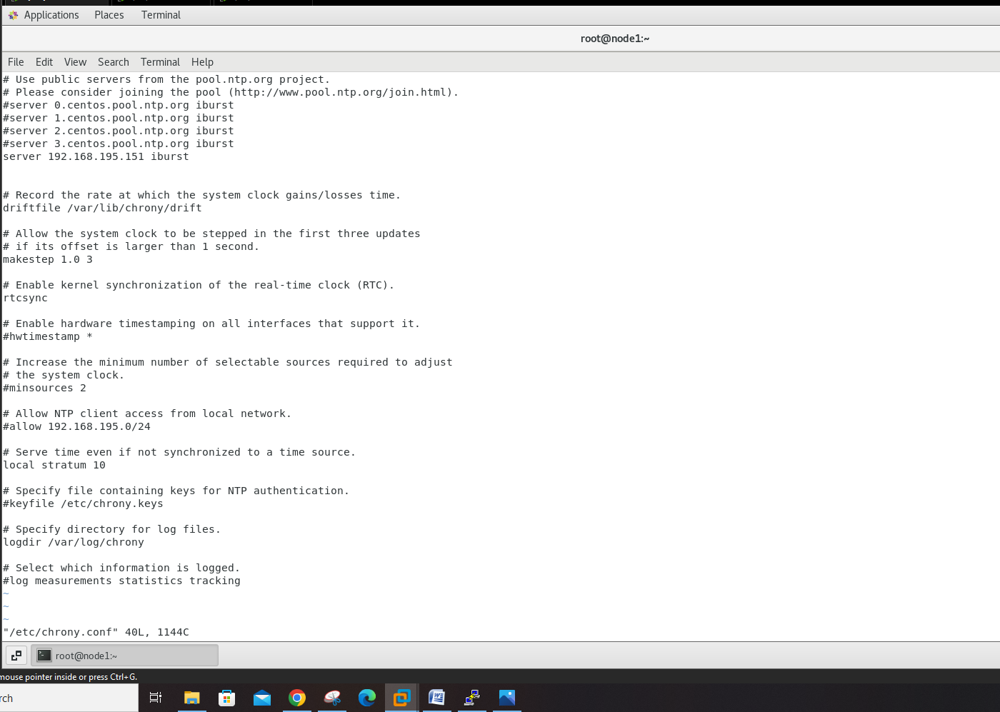 Applications Places Terminal
root@node1:~
File Edit View Search Terminal Help
# Use public servers from the pool.ntp.org project.
# Please consider joining the pool (http://www.pool.ntp.org/join.html).
#server 0.centos.pool.ntp.org iburst
#server 1.centos.pool.ntp.org iburst
#server 2.centos.pool.ntp.org iburst
#server 3.centos.pool.ntp.org iburst
server 192.168.195.151 iburst
# Record the rate at which the system clock gains/losses time.
driftfile /var/lib/chrony/drift
# Allow the system clock to be stepped in the first three updates
# if its offset is larger than 1 second.
makestep 1.0 3
# Enable kernel synchronization of the real-time clock (RTC).
rtcsync
# Enable hardware timestamping on all interfaces that support it.
#hwtimestamp *
# Increase the minimum number of selectable sources required to adjust
# the system clock.
#minsources 2
# Allow NTP client access from local network.
#allow 192.168.195.0/24
# Serve time even if not synchronized to a time source.
local stratum 10
# Specify file containing keys for NTP authentication.
#keyfile /etc/chrony.keys
# Specify directory for log files.
logdir /var/log/chrony
# Select which information is logged.
#log measurements statistics tracking
~
~
~
"/etc/chrony.conf" 40L, 1144C
root@node1:~
mouse pointer inside or press Ctrl+G.
rch